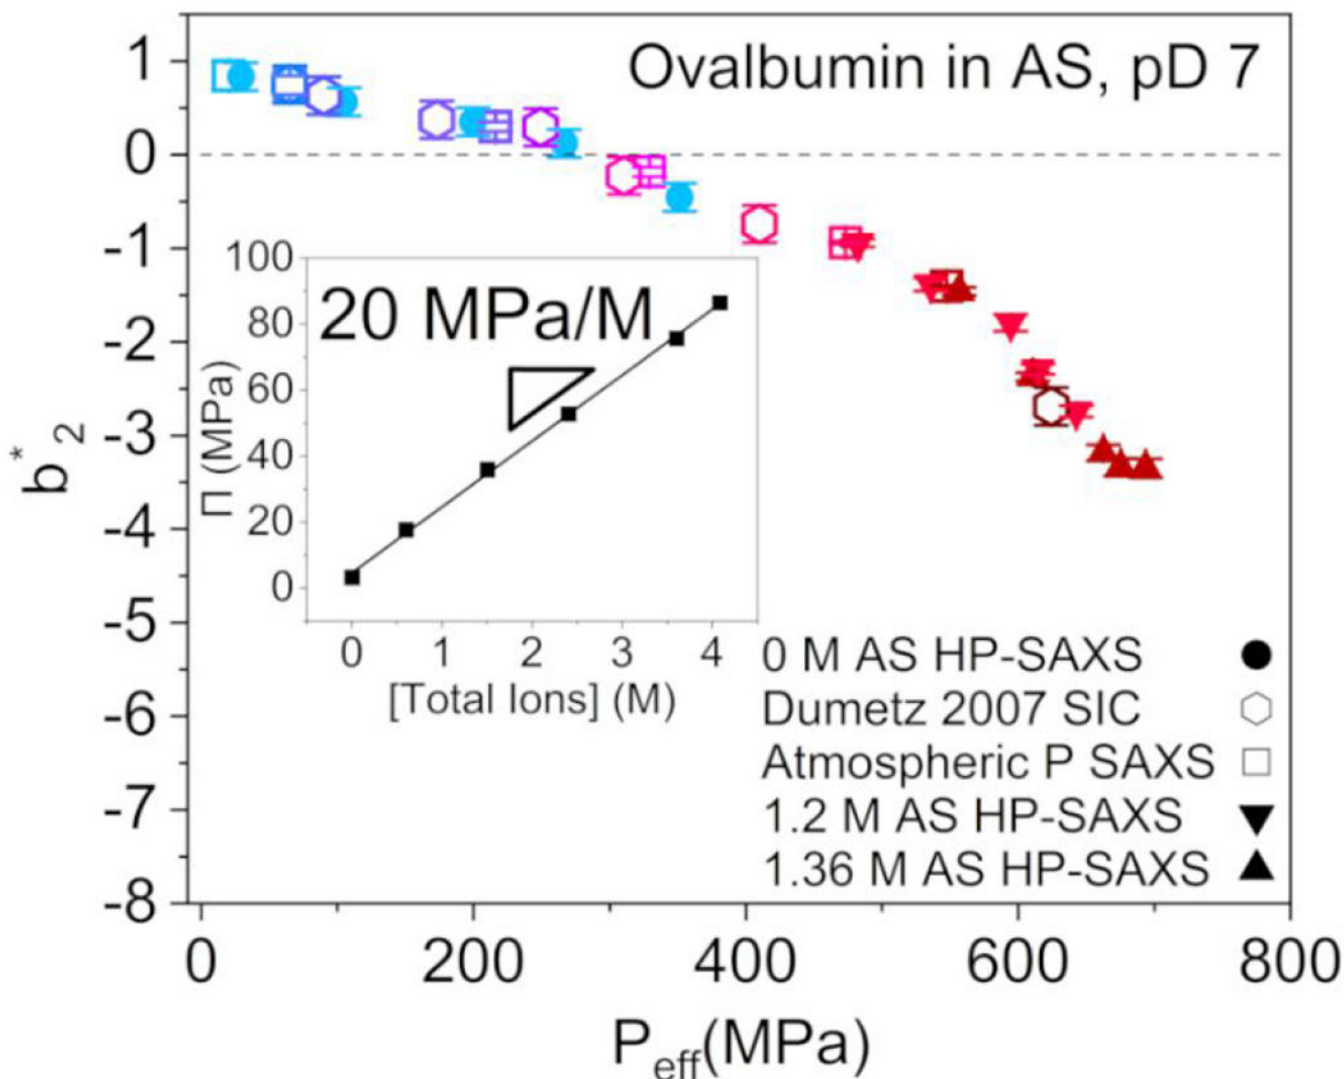 Ovalbumin in AS, pD 7
1
0
-1
-2
-3
-4
-5
-6
-7
-8
b*2
100
80
60
40
20
0
Π (MPa)
20 MPa/M
0 1 2 3 4
[Total Ions] (M)
0 M AS HP-SAXS
Dumetz 2007 SIC
Atmospheric P SAXS
1.2 M AS HP-SAXS
1.36 M AS HP-SAXS
0 200 400 600 800
Peff(MPa)